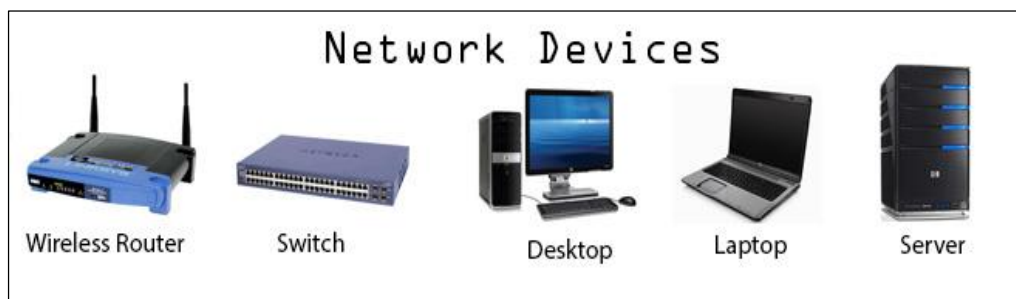 Network Devices
Wireless Router
Switch
Desktop
Laptop
Server